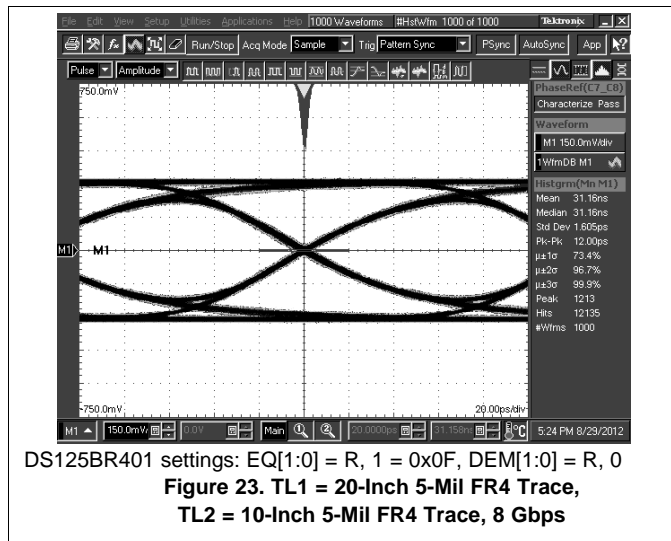 File Edit View Setup Utilities Applications Help 1000 Waveforms #HstWfm 1000 of 1000 Tektronix
Run/Stop Acq Mode Sample Trig Pattern Sync PSync AutoSync App
Pulse Amplitude
750.0mV
PhaseRef(C7_C8)
Characterize Pass
Waveform
M1 150.0mV/div
1WfmDB M1
Histgrm(Mn M1)
Mean 31.16ns
Median 31.16ns
Std Dev 1.605ps
Pk-Pk 12.00ps
µ±1σ 73.4%
µ±2σ 96.7%
µ±3σ 99.9%
Peak 1213
Hits 12135
#Wfms 1000
M1 M1
-750.0mV 20.00ps/div
M1 150.0mV/ 0.0V Main 1 2 20.0000ps 31.158ns °C 5:24 PM 8/29/2012
DS125BR401 settings: EQ[1:0] = R, 1 = 0x0F, DEM[1:0] = R, 0
Figure 23. TL1 = 20-Inch 5-Mil FR4 Trace,
TL2 = 10-Inch 5-Mil FR4 Trace, 8 Gbps